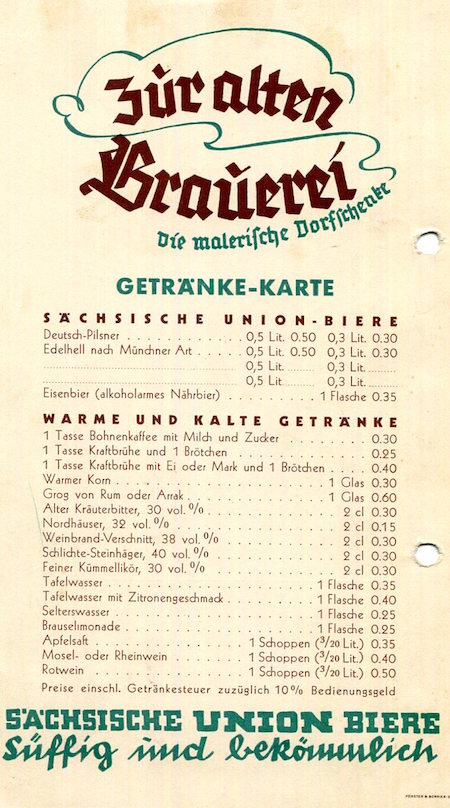 Zur alten
Brauerei
Die malerische Dorfschenke
GETRÄNKE-KARTE
SÄCHSISCHE UNION-BIERE
Deutsch-Pilsner . . . . . . . . 0,5 Lit. 0.50 0,3 Lit. 0.30
Edelhell nach Münchner Art . . . . . 0,5 Lit. 0.50 0,3 Lit. 0.30
0,5 Lit. 0,3 Lit.
0,5 Lit. 0,3 Lit.
Eisenbier (alkoholarmes Nährbier) . . . . . . . . 1 Flasche 0.35
WARME UND KALTE GETRÄNKE
1 Tasse Bohnenkaffee mit Milch und Zucker . . . . . . . . 0.30
1 Tasse Kraftbrühe und 1 Brötchen . . . . . . . . 0.25
1 Tasse Kraftbrühe mit Ei oder Mark und 1 Brötchen . . . . 0.40
Warmer Korn . . . . . . . . 1 Glas 0.30
Grog von Rum oder Arrak . . . . . . . . 1 Glas 0.60
Alter Kräuterbitter, 30 vol. % . . . . . . . . 2 cl 0.30
Nordhäuser, 32 vol. % . . . . . . . . 2 cl 0.15
Weinbrand-Verschnitt, 38 vol. % . . . . . . . . 2 cl 0.30
Schlichte-Steinhäger, 40 vol. % . . . . . . . . 2 cl 0.30
Feiner Kümmellikör, 30 vol. % . . . . . . . . 2 cl 0.30
Tafelwasser . . . . . . . . 1 Flasche 0.35
Tafelwasser mit Zitronengeschmack . . . . . . . . 1 Flasche 0.40
Selterswasser . . . . . . . . 1 Flasche 0.25
Brauselimonade . . . . . . . . 1 Flasche 0.25
Apfelsaft . . . . . . . . 1 Schoppen (3/20 Lit.) 0.35
Mosel- oder Rheinwein . . . . . . . . 1 Schoppen (3/20 Lit.) 0.40
Rotwein . . . . . . . . 1 Schoppen (3/20 Lit.) 0.50
Preise einschl. Getränkesteuer zuzüglich 10% Bedienungsgeld
SÄCHSISCHE UNION BIERE
Süffig und bekömmlich